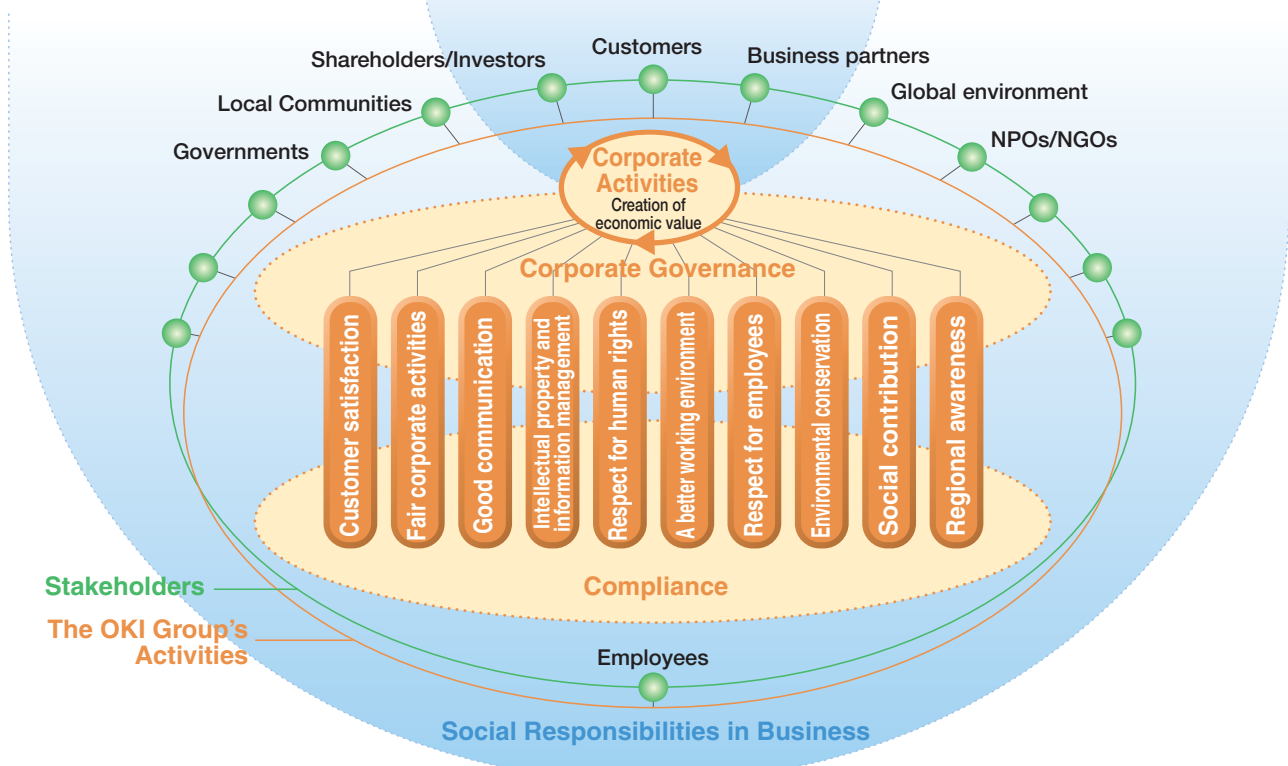 Customers
Shareholders/Investors
Business partners
Local Communities
Global environment
Governments
NPOs/NGOs
Corporate
Activities
Creation of
economic value
Corporate Governance
Customer satisfaction
Fair corporate activities
Good communication
Intellectual property and
information management
Respect for human rights
A better working environment
Respect for employees
Environmental conservation
Social contribution
Regional awareness
Compliance
Stakeholders
The OKI Group's
Activities
Employees
Social Responsibilities in Business